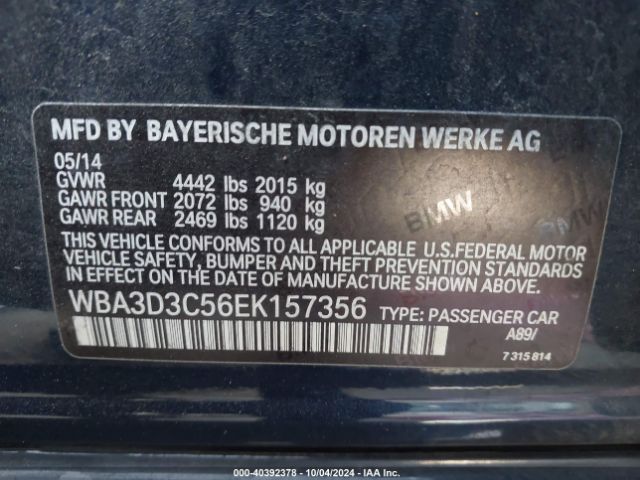 MFD BY BAYERISCHE MOTOREN WERKE AG
05/14
GVWR 4442 lbs 2015 kg
GAWR FRONT 2072 lbs 940 kg
GAWR REAR 2469 lbs 1120 kg
BMW
BMW
THIS VEHICLE CONFORMS TO ALL APPLICABLE U.S.FEDERAL MOTOR
VEHICLE SAFETY, BUMPER AND THEFT PREVENTION STANDARDS
IN EFFECT ON THE DATE OF MANUFACTURE SHOWN ABOVE.
WBA3D3C56EK157356 TYPE: PASSENGER CAR
A89/
7 315 814
000-40392378 - 10/04/2024 - IAAI.com